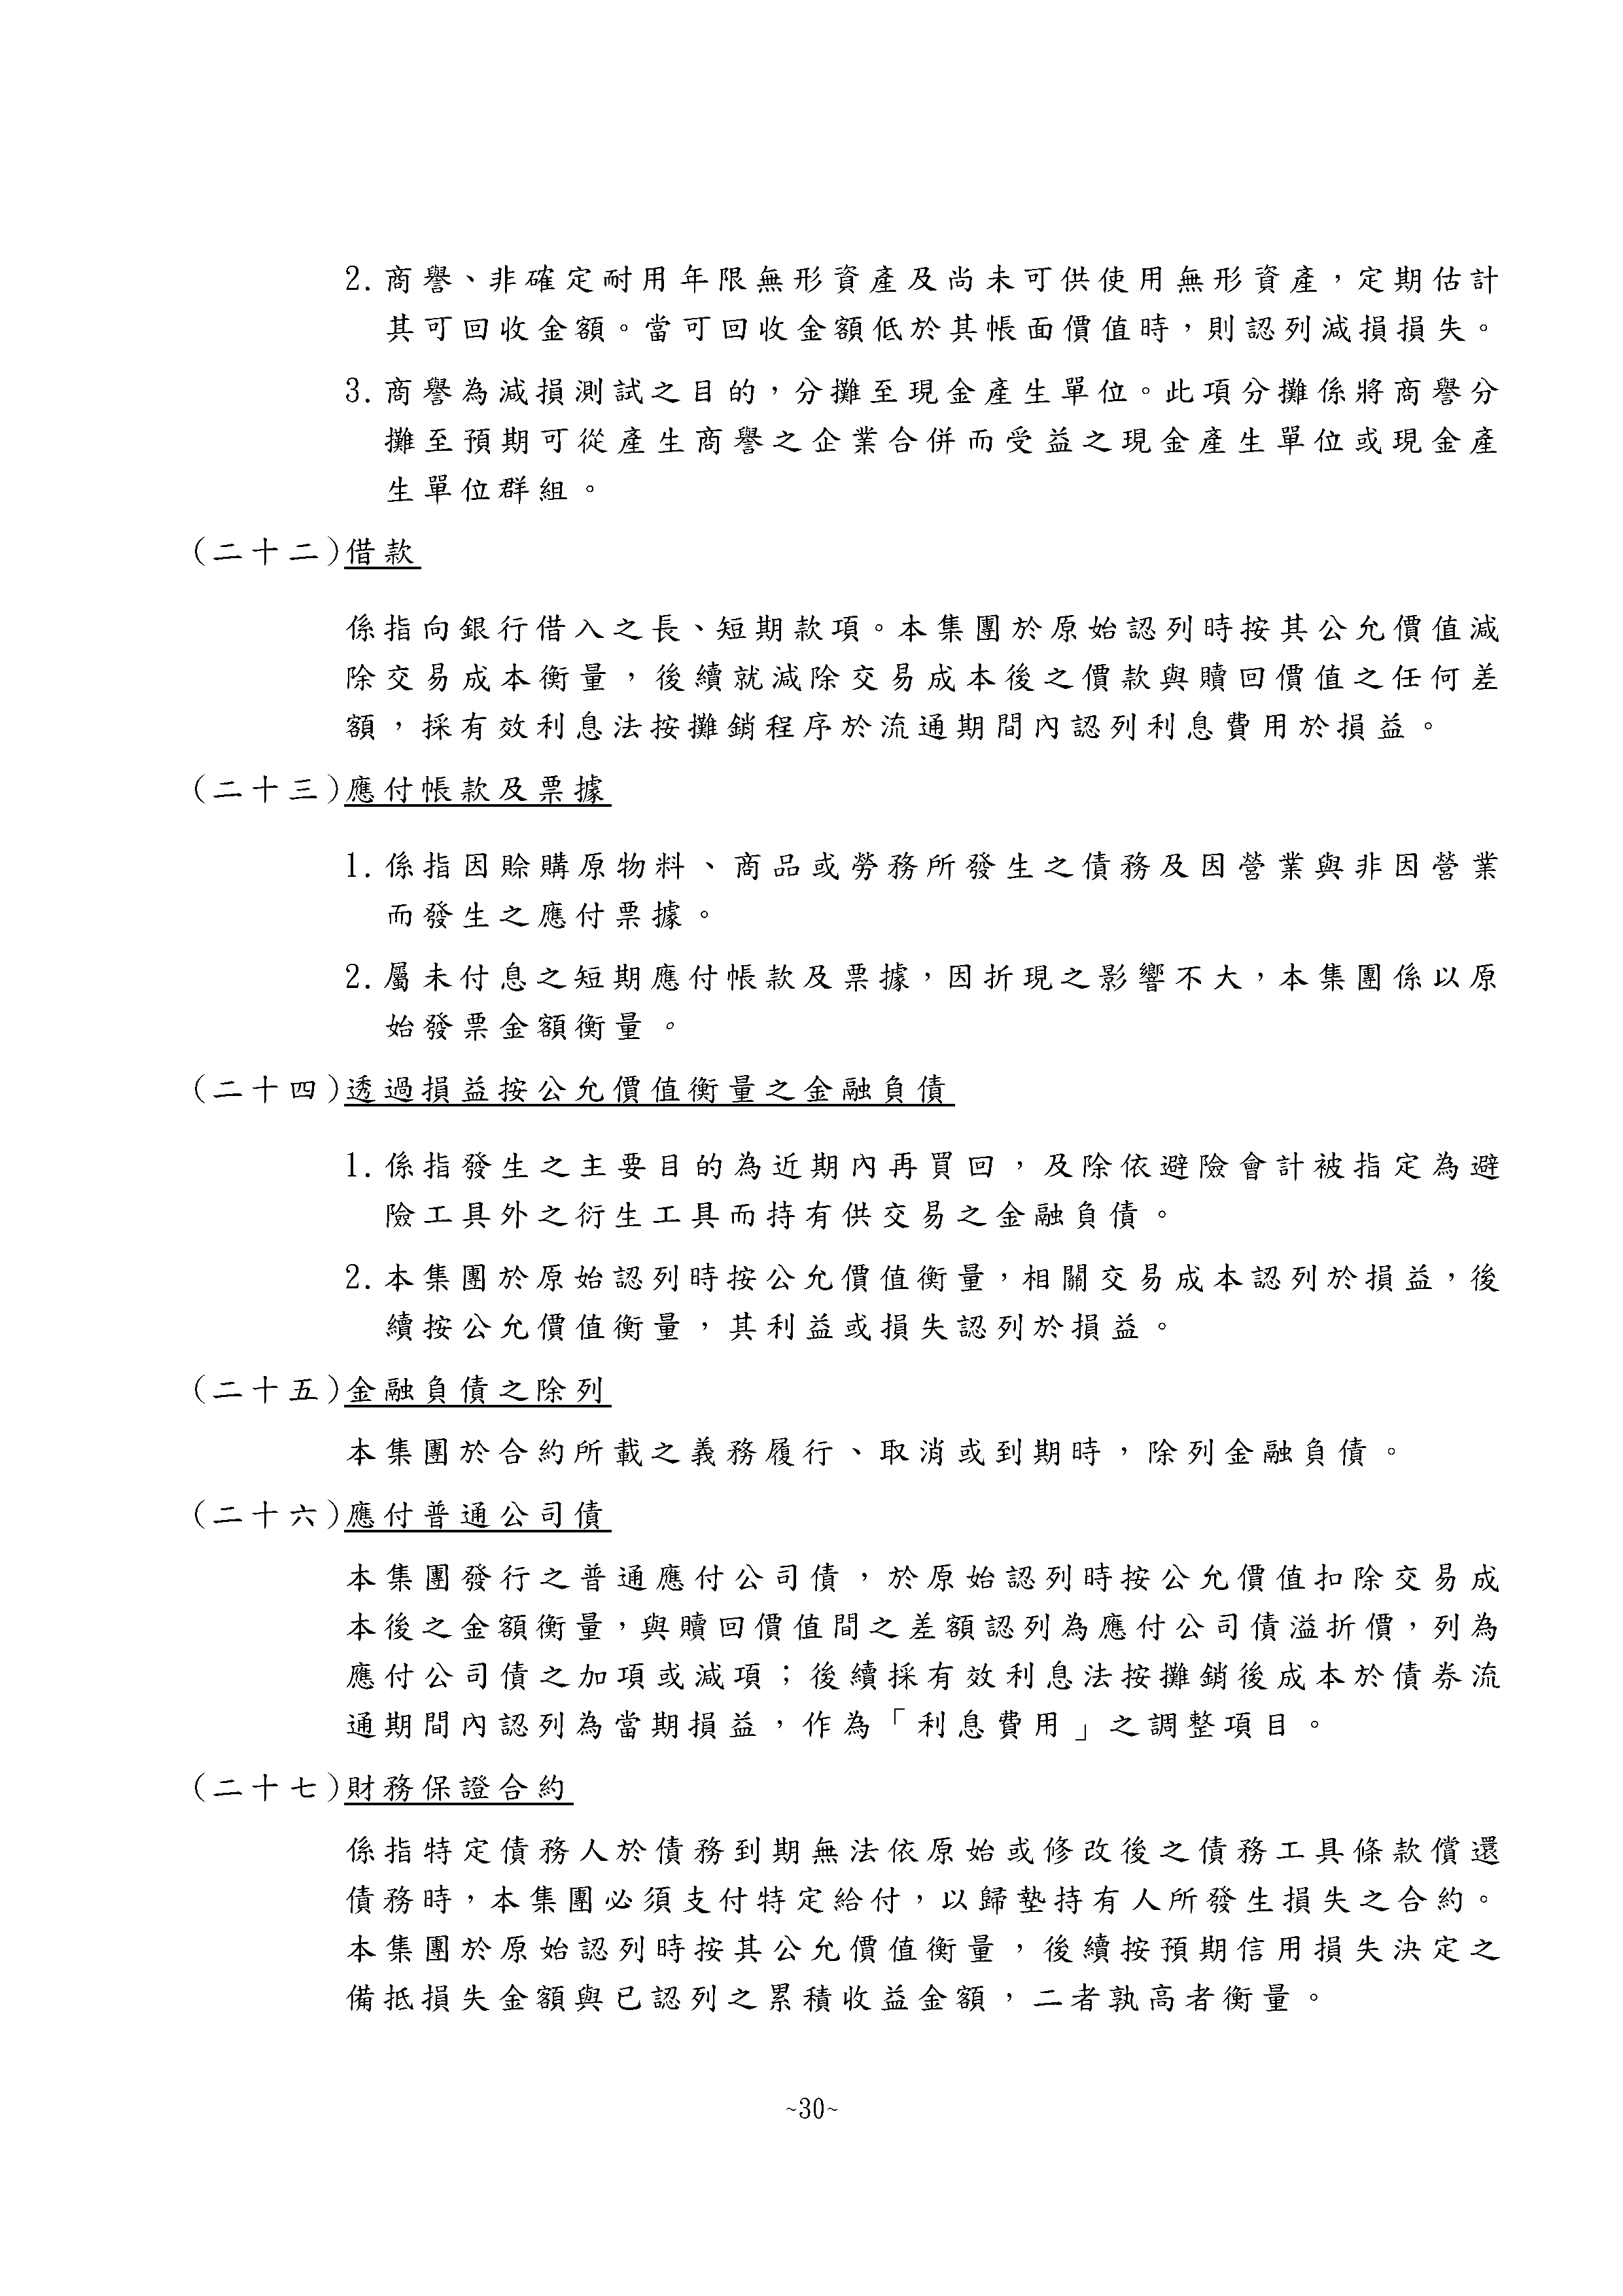 2.商譽、非確定耐用年限無形資產及尚未可供使用無形資產，定期估計
其可回收金額。當可回收金額低於其帳面價值時，則認列減損損失。
3.商譽為減損測試之目的，分攤至現金產生單位。此項分攤係將商譽分
攤至預期可從產生商譽之企業合併而受益之現金產生單位或現金產
生單位群組。
(二十二)借款
係指向銀行借入之長、短期款項。本集團於原始認列時按其公允價值減
除交易成本衡量，後續就減除交易成本後之價款與贖回價值之任何差
額，採有效利息法按攤銷程序於流通期間內認列利息費用於損益。
(二十三)應付帳款及票據
1.係指因賒購原物料、商品或勞務所發生之債務及因營業與非因營業
而發生之應付票據。
2.屬未付息之短期應付帳款及票據，因折現之影響不大，本集團係以原
始發票金額衡量。
(二十四)透過損益按公允價值衡量之金融負債
1.係指發生之主要目的為近期內再買回，及除依避險會計被指定為避
險工具外之衍生工具而持有供交易之金融負債。
2.本集團於原始認列時按公允價值衡量，相關交易成本認列於損益，後
續按公允價值衡量，其利益或損失認列於損益。
(二十五)金融負債之除列
本集團於合約所載之義務履行、取消或到期時，除列金融負債。
(二十六)應付普通公司債
本集團發行之普通應付公司債，於原始認列時按公允價值扣除交易成
本後之金額衡量，與贖回價值間之差額認列為應付公司債溢折價，列為
應付公司債之加項或減項；後續採有效利息法按攤銷後成本於債券流
通期間內認列為當期損益，作為「利息費用」之調整項目。
(二十七)財務保證合約
係指特定債務人於債務到期無法依原始或修改後之債務工具條款償還
債務時，本集團必須支付特定給付，以歸墊持有人所發生損失之合約。
本集團於原始認列時按其公允價值衡量，後續按預期信用損失決定之
備抵損失金額與已認列之累積收益金額，二者孰高者衡量。
~30~